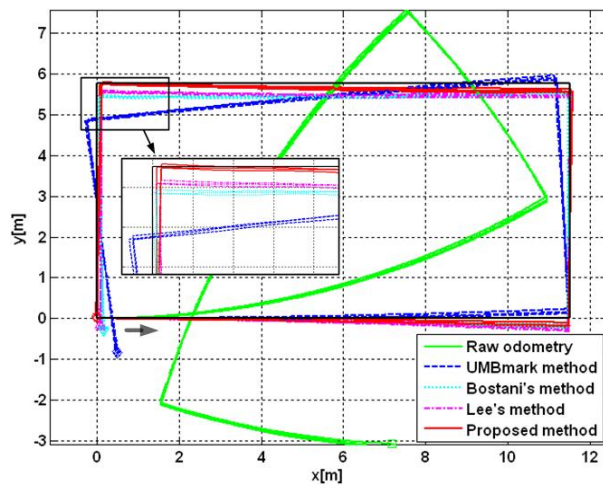 7
6
5
4
3
2
1
0
-1
-2
-3
y[m]
0 2 4 6 8 10 12
x[m]
Raw odometry
UMBmark method
Bostani's method
Lee's method
Proposed method